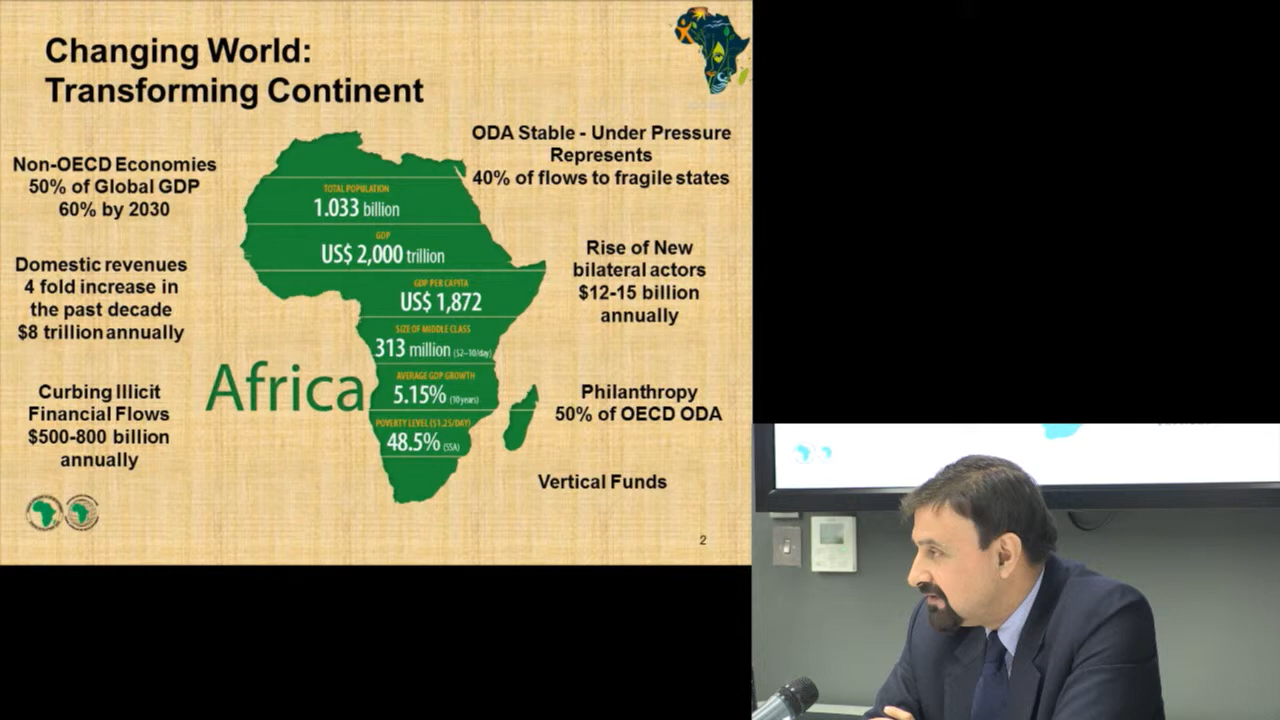 Changing World:
Transforming Continent
Non-OECD Economies
50% of Global GDP
60% by 2030
Domestic revenues
4 fold increase in
the past decade
$8 trillion annually
Curbing Illicit
Financial Flows
$500-800 billion
annually
TOTAL POPULATION
1.033 billion
GDP
US$ 2,000 trillion
GDP PER CAPITA
US$ 1,872
SIZE OF MIDDLE CLASS
313 million ($2–10/day)
AVERAGE GDP GROWTH
5.15% (10 years)
POVERTY LEVEL ($1.25/DAY)
48.5% (SSA)
Africa
ODA Stable - Under Pressure
Represents
40% of flows to fragile states
Rise of New
bilateral actors
$12-15 billion
annually
Philanthropy
50% of OECD ODA
Vertical Funds
2